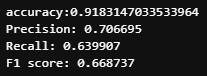 accuracy:0.9183147033533964
Precision: 0.706695
Recall: 0.639907
F1 score: 0.668737